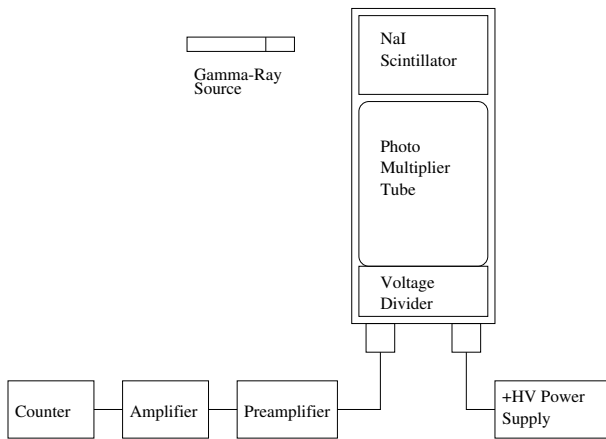 NaI
Scintillator
Gamma-Ray
Source
Photo
Multiplier
Tube
Voltage
Divider
Counter
Amplifier
Preamplifier
+HV Power
Supply